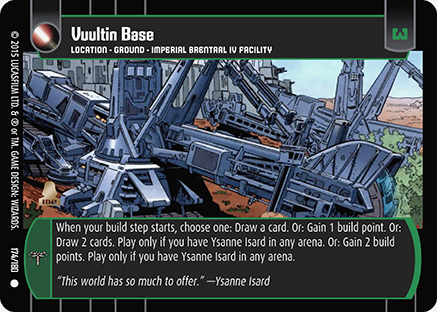 Vuultin Base
LOCATION - GROUND - IMPERIAL BRENTAAL IV FACILITY
When your build step starts, choose one: Draw a card. Or: Gain 1 build point. Or:
Draw 2 cards. Play only if you have Ysanne Isard in any arena. Or: Gain 2 build
points. Play only if you have Ysanne Isard in any arena.
"This world has so much to offer." —Ysanne Isard
© 2015 LUCASFILM LTD. & ® or TM. GAME DESIGN: WIZARDS.
174/180